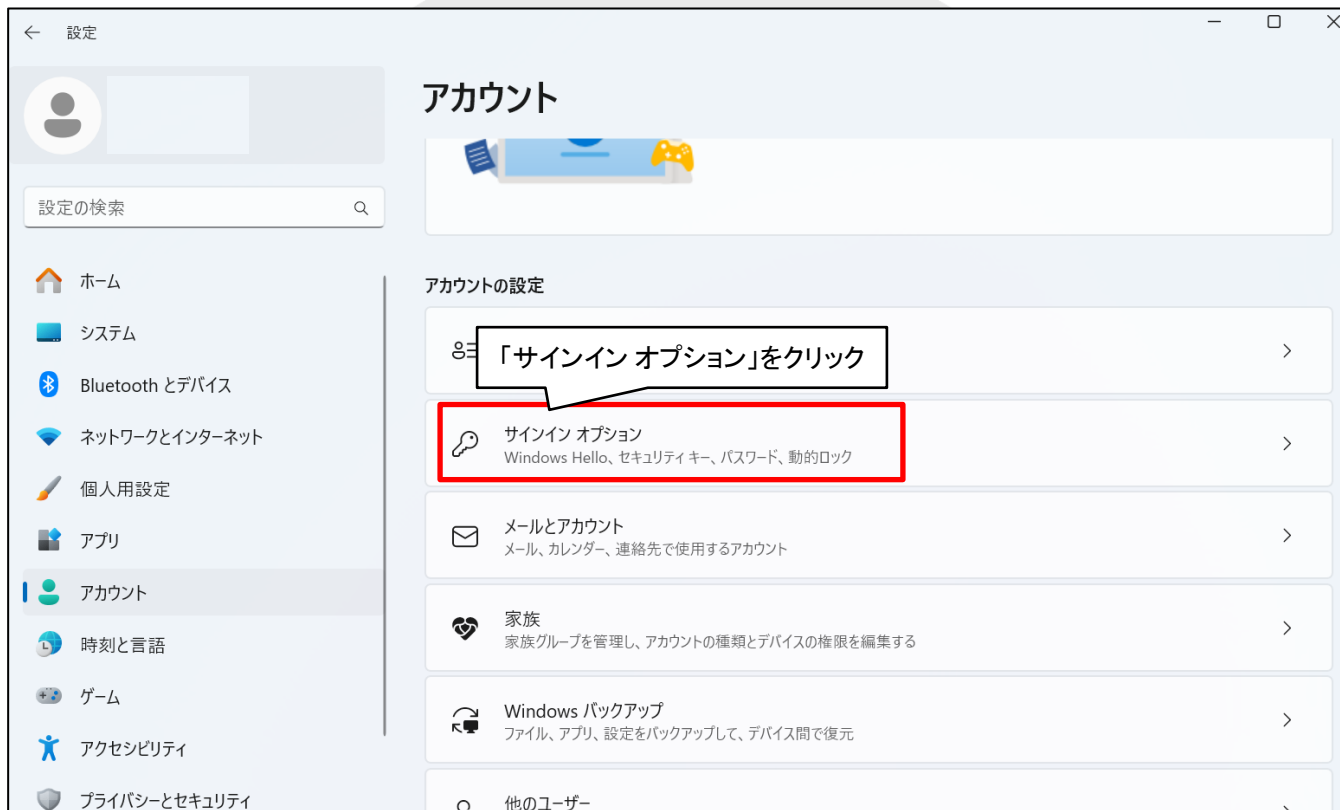 設定
アカウント
設定の検索
ホーム
システム
Bluetooth とデバイス
ネットワークとインターネット
個人用設定
アプリ
アカウント
時刻と言語
ゲーム
アクセシビリティ
プライバシーとセキュリティ
アカウントの設定
「サインイン オプション」をクリック
サインイン オプション
Windows Hello、セキュリティ キー、パスワード、動的ロック
メールとアカウント
メール、カレンダー、連絡先で使用するアカウント
家族
家族グループを管理し、アカウントの種類とデバイスの権限を編集する
Windows バックアップ
ファイル、アプリ、設定をバックアップして、デバイス間で復元
他のユーザー